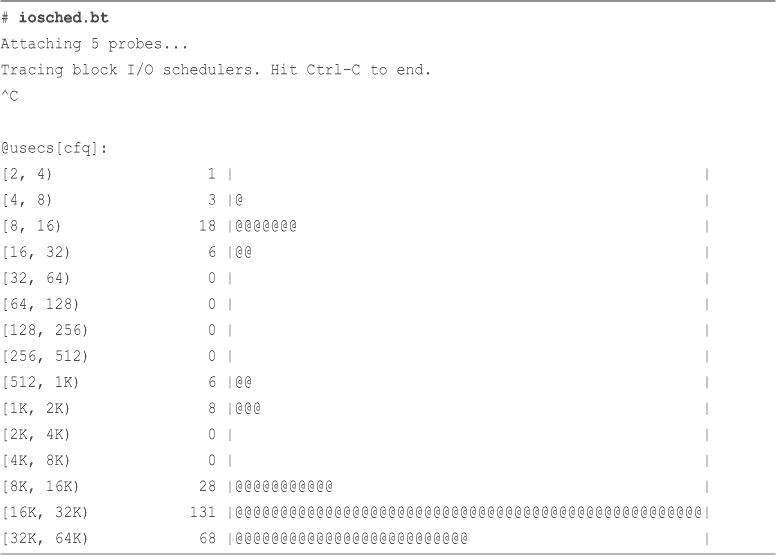 # iosched.bt
Attaching 5 probes...
Tracing block I/O schedulers. Hit Ctrl-C to end.
^C

@usecs[cfq]:
[2, 4)                 1 |                                                    |
[4, 8)                 3 |@                                                   |
[8, 16)               18 |@@@@@@@                                             |
[16, 32)               6 |@@                                                  |
[32, 64)               0 |                                                    |
[64, 128)              0 |                                                    |
[128, 256)             0 |                                                    |
[256, 512)             0 |                                                    |
[512, 1K)              6 |@@                                                  |
[1K, 2K)               8 |@@@                                                 |
[2K, 4K)               0 |                                                    |
[4K, 8K)               0 |                                                    |
[8K, 16K)             28 |@@@@@@@@@@@                                         |
[16K, 32K)           131 |@@@@@@@@@@@@@@@@@@@@@@@@@@@@@@@@@@@@@@@@@@@@@@@@@@@@|
[32K, 64K)            68 |@@@@@@@@@@@@@@@@@@@@@@@@@@                          |